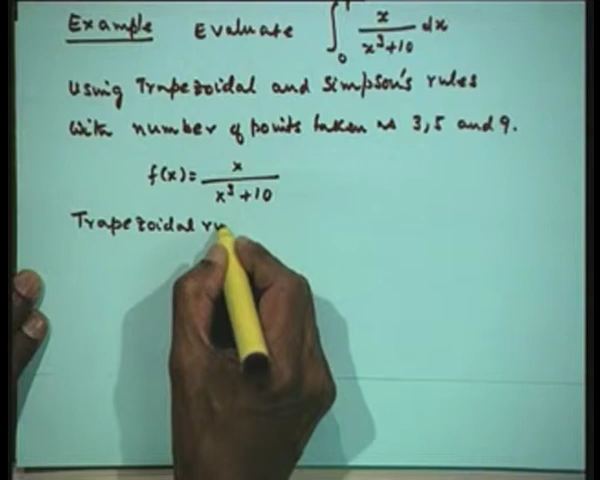 Example Evaluate ∫₀¹ x/(x³+10) dx
Using Trapezoidal and Simpson's rules
with number of points taken as 3, 5 and 9.
f(x) = x/(x³+10)
Trapezoidal ru